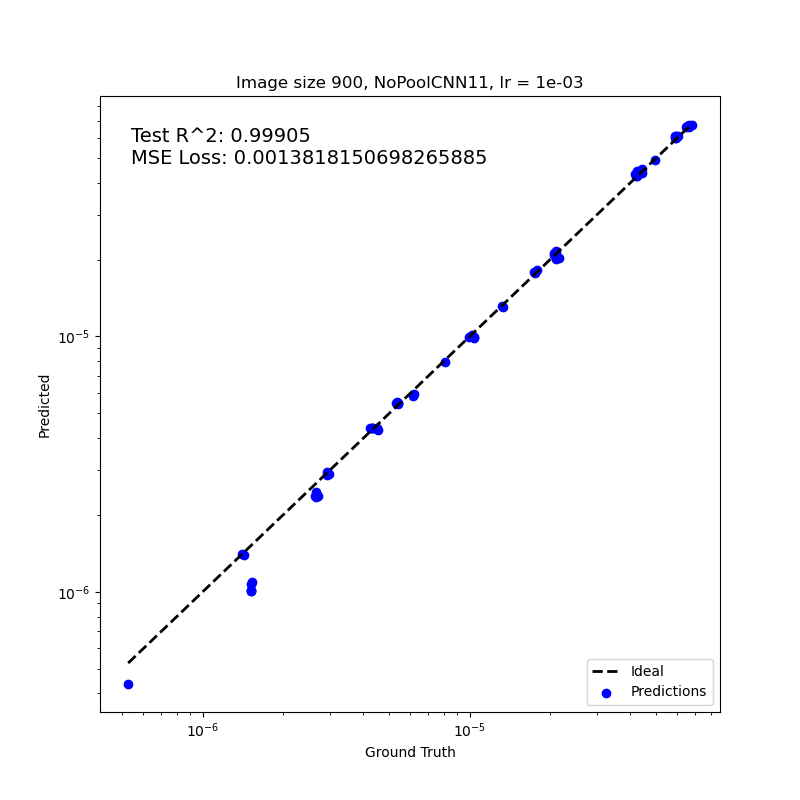 Image size 900, NoPoolCNN11, lr = 1e-03
Test R^2: 0.99905
MSE Loss: 0.0013818150698265885
10⁻⁵
Predicted
10⁻⁶
Ideal
Predictions
10⁻⁶
10⁻⁵
Ground Truth